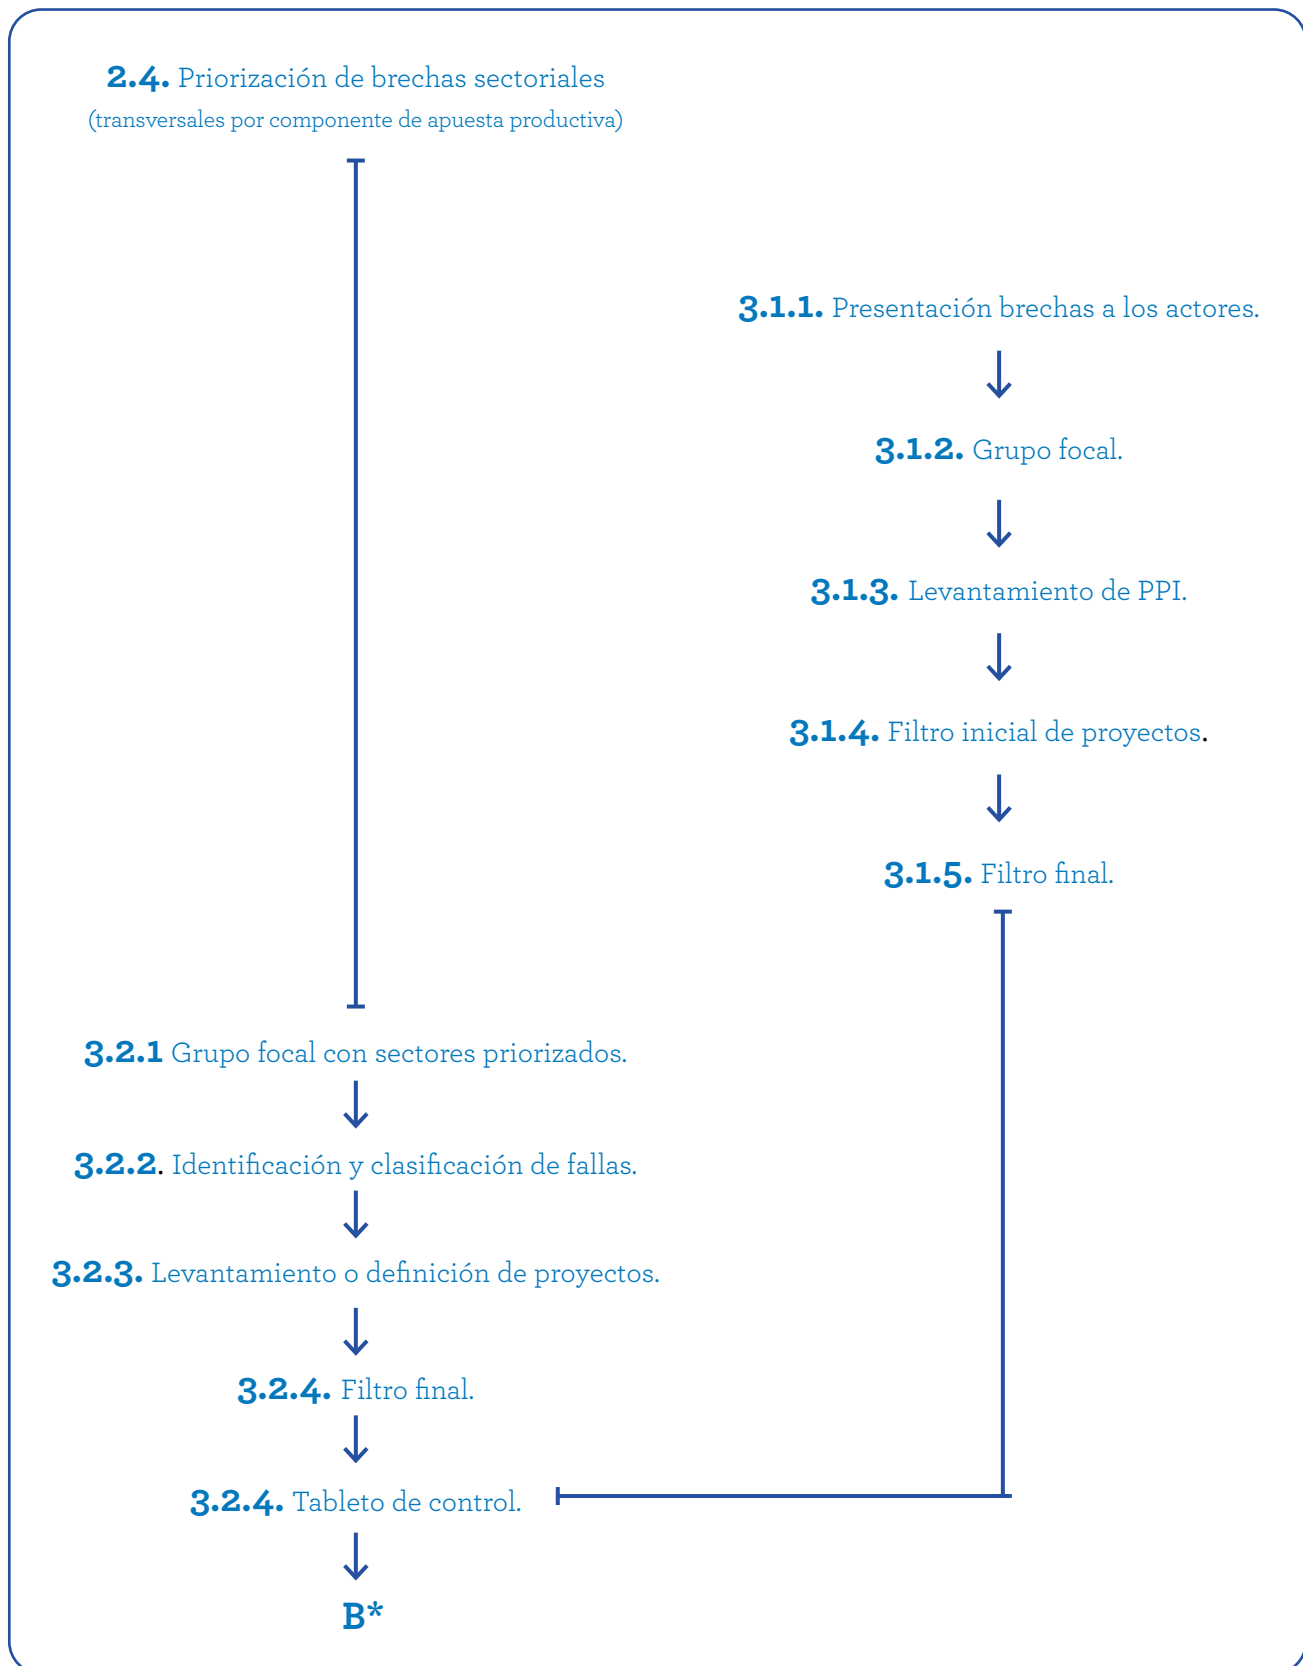 2.4. Priorización de brechas sectoriales
(transversales por componente de apuesta productiva)
3.1.1. Presentación brechas a los actores.
3.1.2. Grupo focal.
3.1.3. Levantamiento de PPI.
3.1.4. Filtro inicial de proyectos.
3.1.5. Filtro final.
3.2.1 Grupo focal con sectores priorizados.
3.2.2. Identificación y clasificación de fallas.
3.2.3. Levantamiento o definición de proyectos.
3.2.4. Filtro final.
3.2.4. Tableto de control.
B*